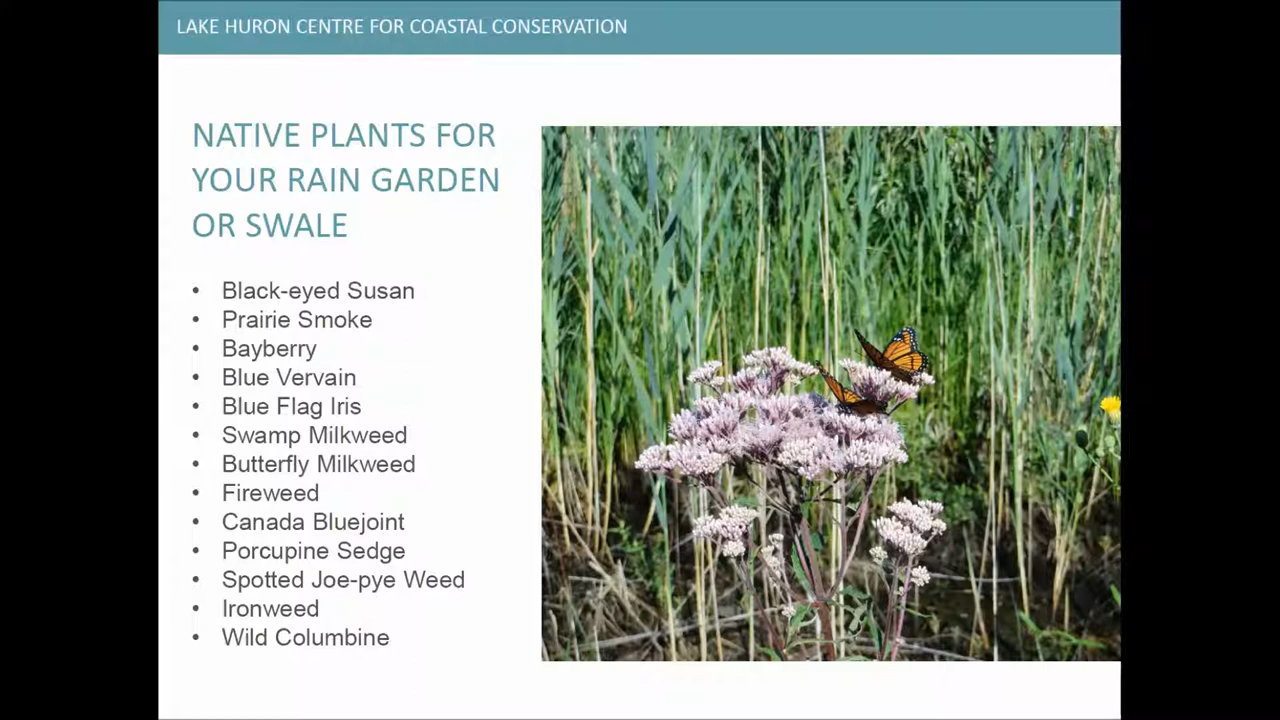 LAKE HURON CENTRE FOR COASTAL CONSERVATION
NATIVE PLANTS FOR
YOUR RAIN GARDEN
OR SWALE
• Black-eyed Susan
• Prairie Smoke
• Bayberry
• Blue Vervain
• Blue Flag Iris
• Swamp Milkweed
• Butterfly Milkweed
• Fireweed
• Canada Bluejoint
• Porcupine Sedge
• Spotted Joe-pye Weed
• Ironweed
• Wild Columbine